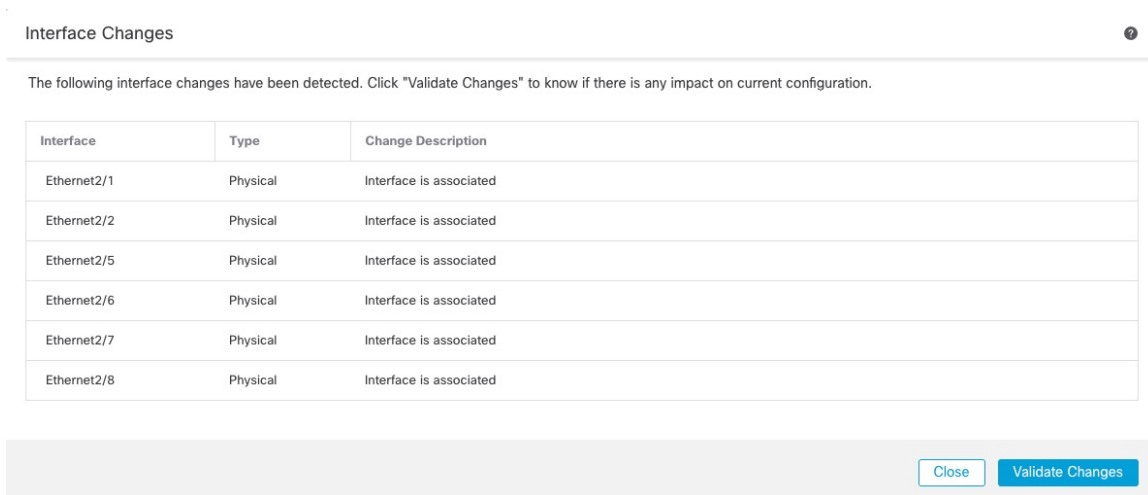 Interface Changes
?
The following interface changes have been detected. Click "Validate Changes" to know if there is any impact on current configuration.
Interface Type Change Description
Ethernet2/1 Physical Interface is associated
Ethernet2/2 Physical Interface is associated
Ethernet2/5 Physical Interface is associated
Ethernet2/6 Physical Interface is associated
Ethernet2/7 Physical Interface is associated
Ethernet2/8 Physical Interface is associated
Close Validate Changes